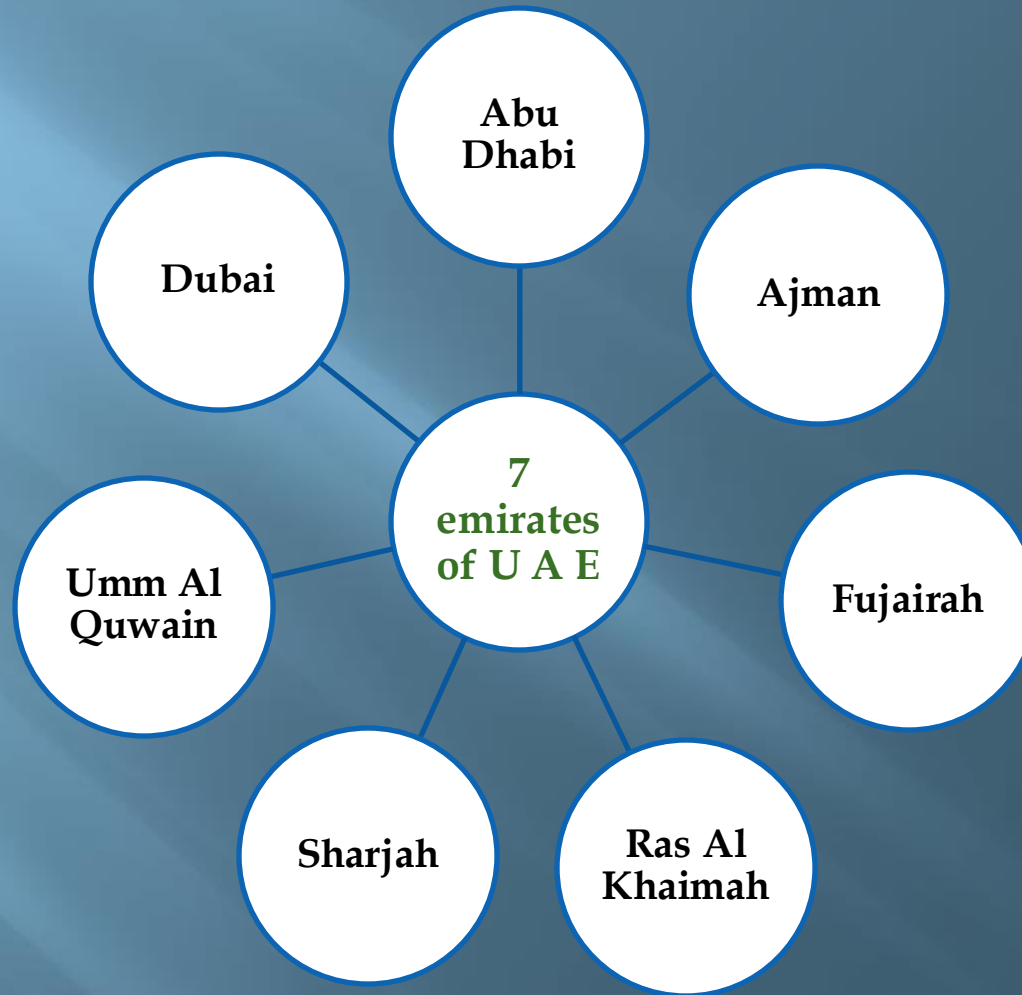 Abu
Dhabi
Dubai
Ajman
7
emirates
of U A E
Umm Al
Quwain
Fujairah
Sharjah
Ras Al
Khaimah